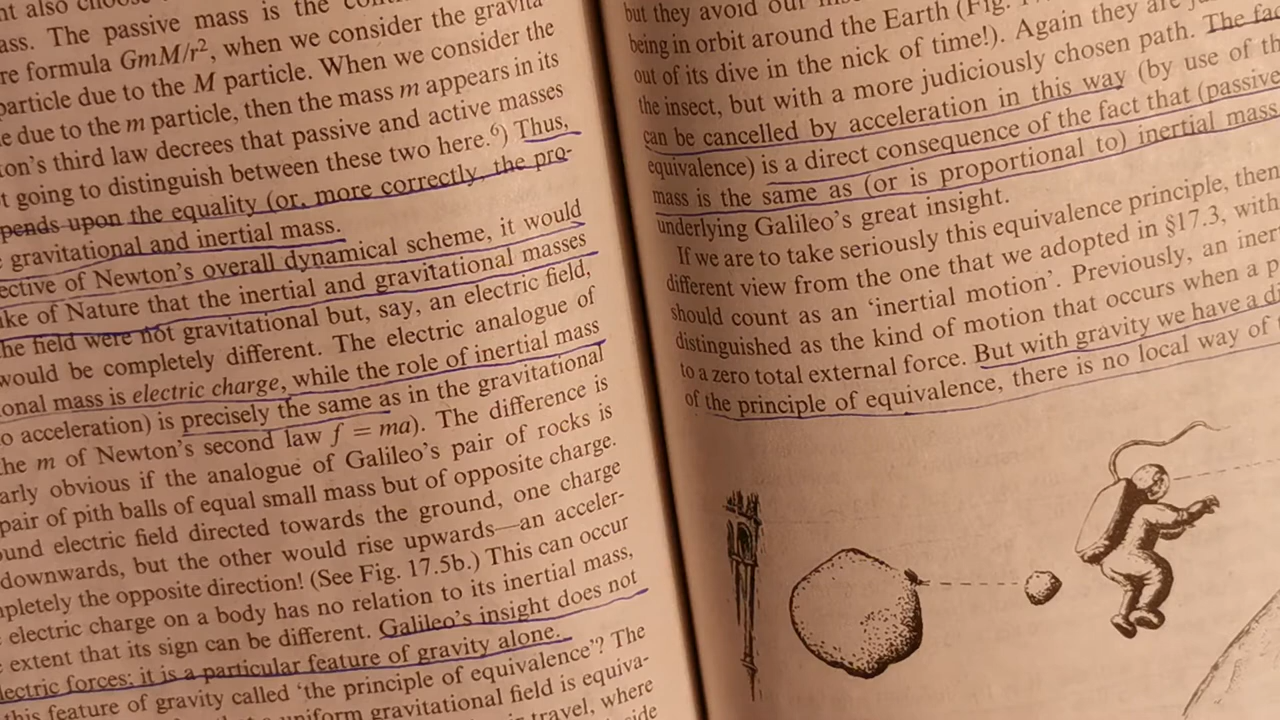 also choose
ass. The passive mass is the
re formula GmM/r², when we consider the
particle due to the M particle. When we consider the
e due to the m particle, then the mass m appears in its
ton's third law decrees that passive and active masses
t going to distinguish between these two here.⁶) Thus,
pends upon the equality (or, more correctly, the pro-
gravitational and inertial mass.
ective of Newton's overall dynamical scheme, it would
ke of Nature that the inertial and gravitational masses
he field were not gravitational but, say, an electric field,
would be completely different. The electric analogue of
onal mass is electric charge, while the role of inertial mass
o acceleration) is precisely the same as in the gravitational
he m of Newton's second law f = ma). The difference is
arly obvious if the analogue of Galileo's pair of rocks is
pair of pith balls of equal small mass but of opposite charge.
ound electric field directed towards the ground, one charge
downwards, but the other would rise upwards—an acceler-
pletely the opposite direction! (See Fig. 17.5b.) This can occur
electric charge on a body has no relation to its inertial mass,
extent that its sign can be different. Galileo's insight does not
lectric forces; it is a particular feature of gravity alone.
this feature of gravity called 'the principle of equivalence'? The
uniform gravitational field is equiva-
travel, where
side
but they avoid our
being in orbit around the Earth (Fig.
out of its dive in the nick of time!). Again they are
the insect, but with a more judiciously chosen path. The fac
can be cancelled by acceleration in this way (by use of th
equivalence) is a direct consequence of the fact that (passive
mass is the same as (or is proportional to) inertial mass
underlying Galileo's great insight.
If we are to take seriously this equivalence principle, then
different view from the one that we adopted in §17.3, with
should count as an 'inertial motion'. Previously, an iner
distinguished as the kind of motion that occurs when a p
to a zero total external force. But with gravity we have a di
of the principle of equivalence, there is no local way of